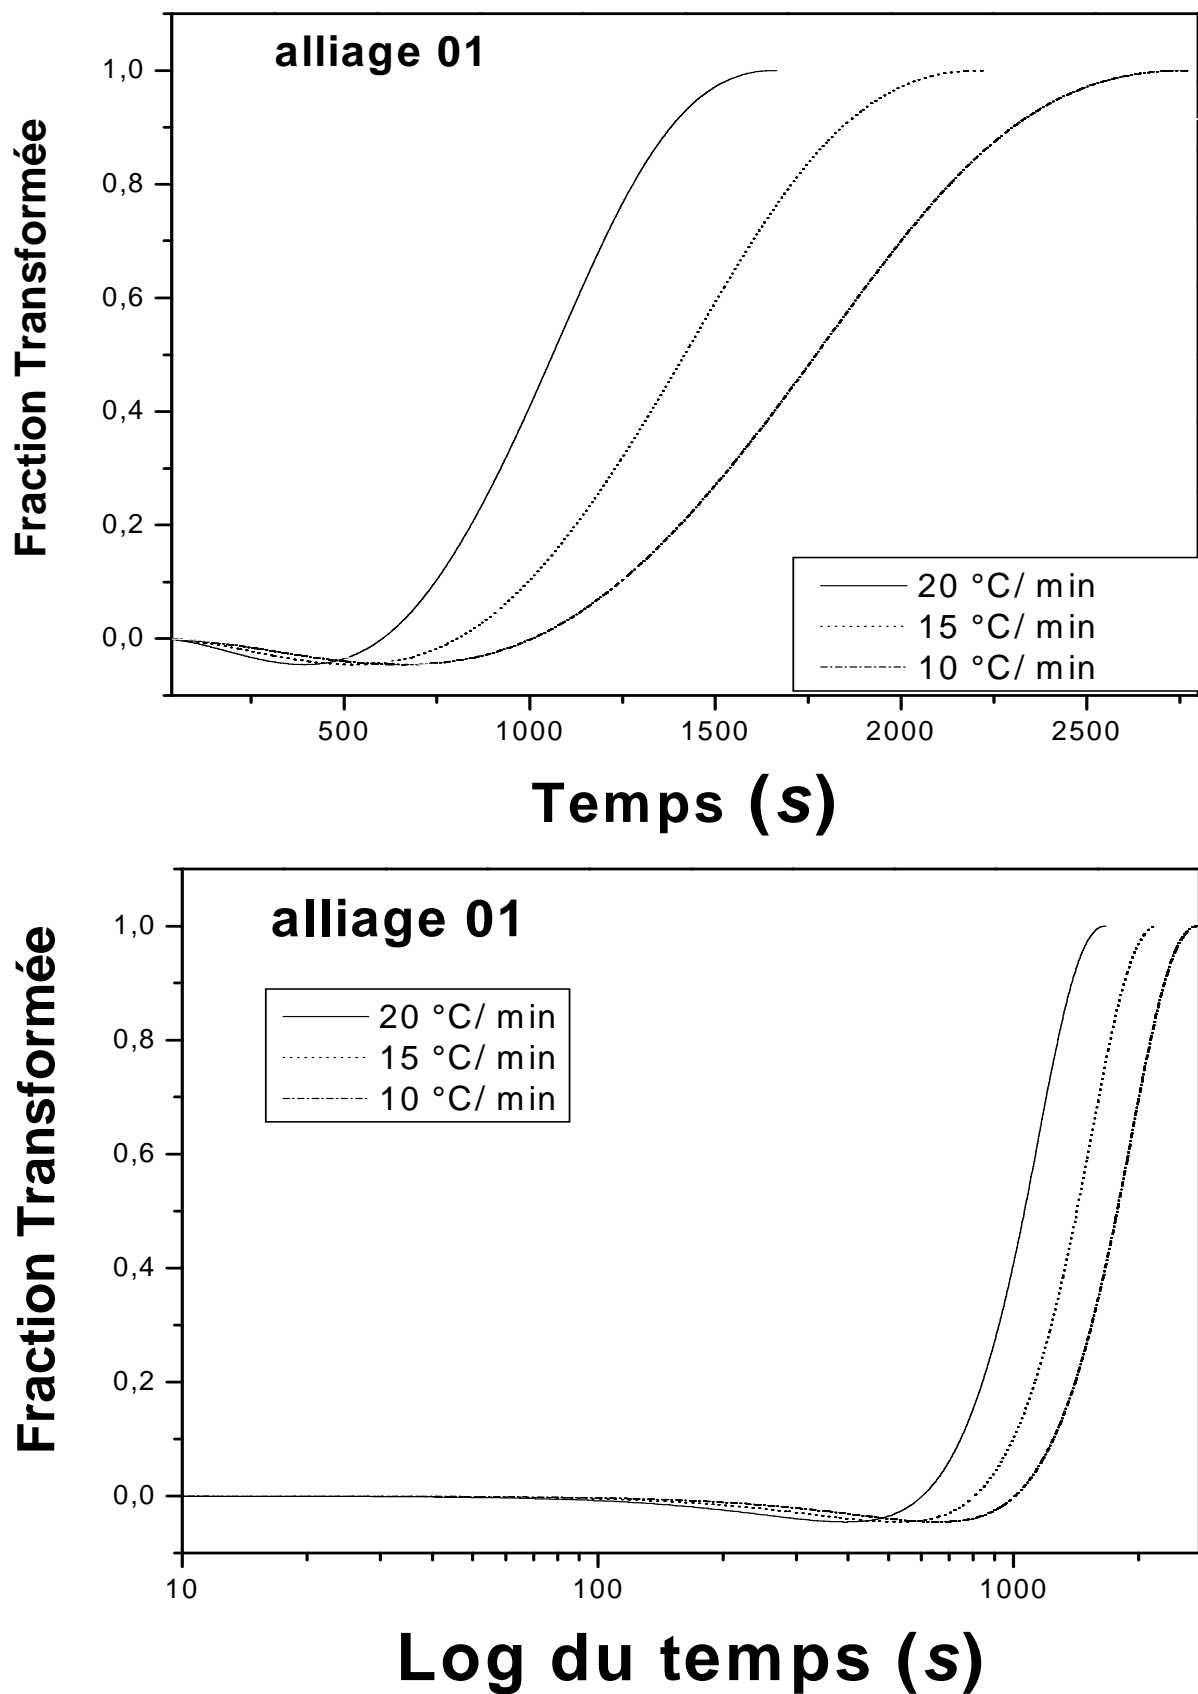 alliage 01
1,0
0,8
0,6
0,4
0,2
0,0
Fraction Transformée
20 °C/ min
15 °C/ min
10 °C/ min
500 1000 1500 2000 2500
Temps (s)
alliage 01
1,0
0,8
0,6
0,4
0,2
0,0
Fraction Transformée
20 °C/ min
15 °C/ min
10 °C/ min
10 100 1000
Log du temps (s)